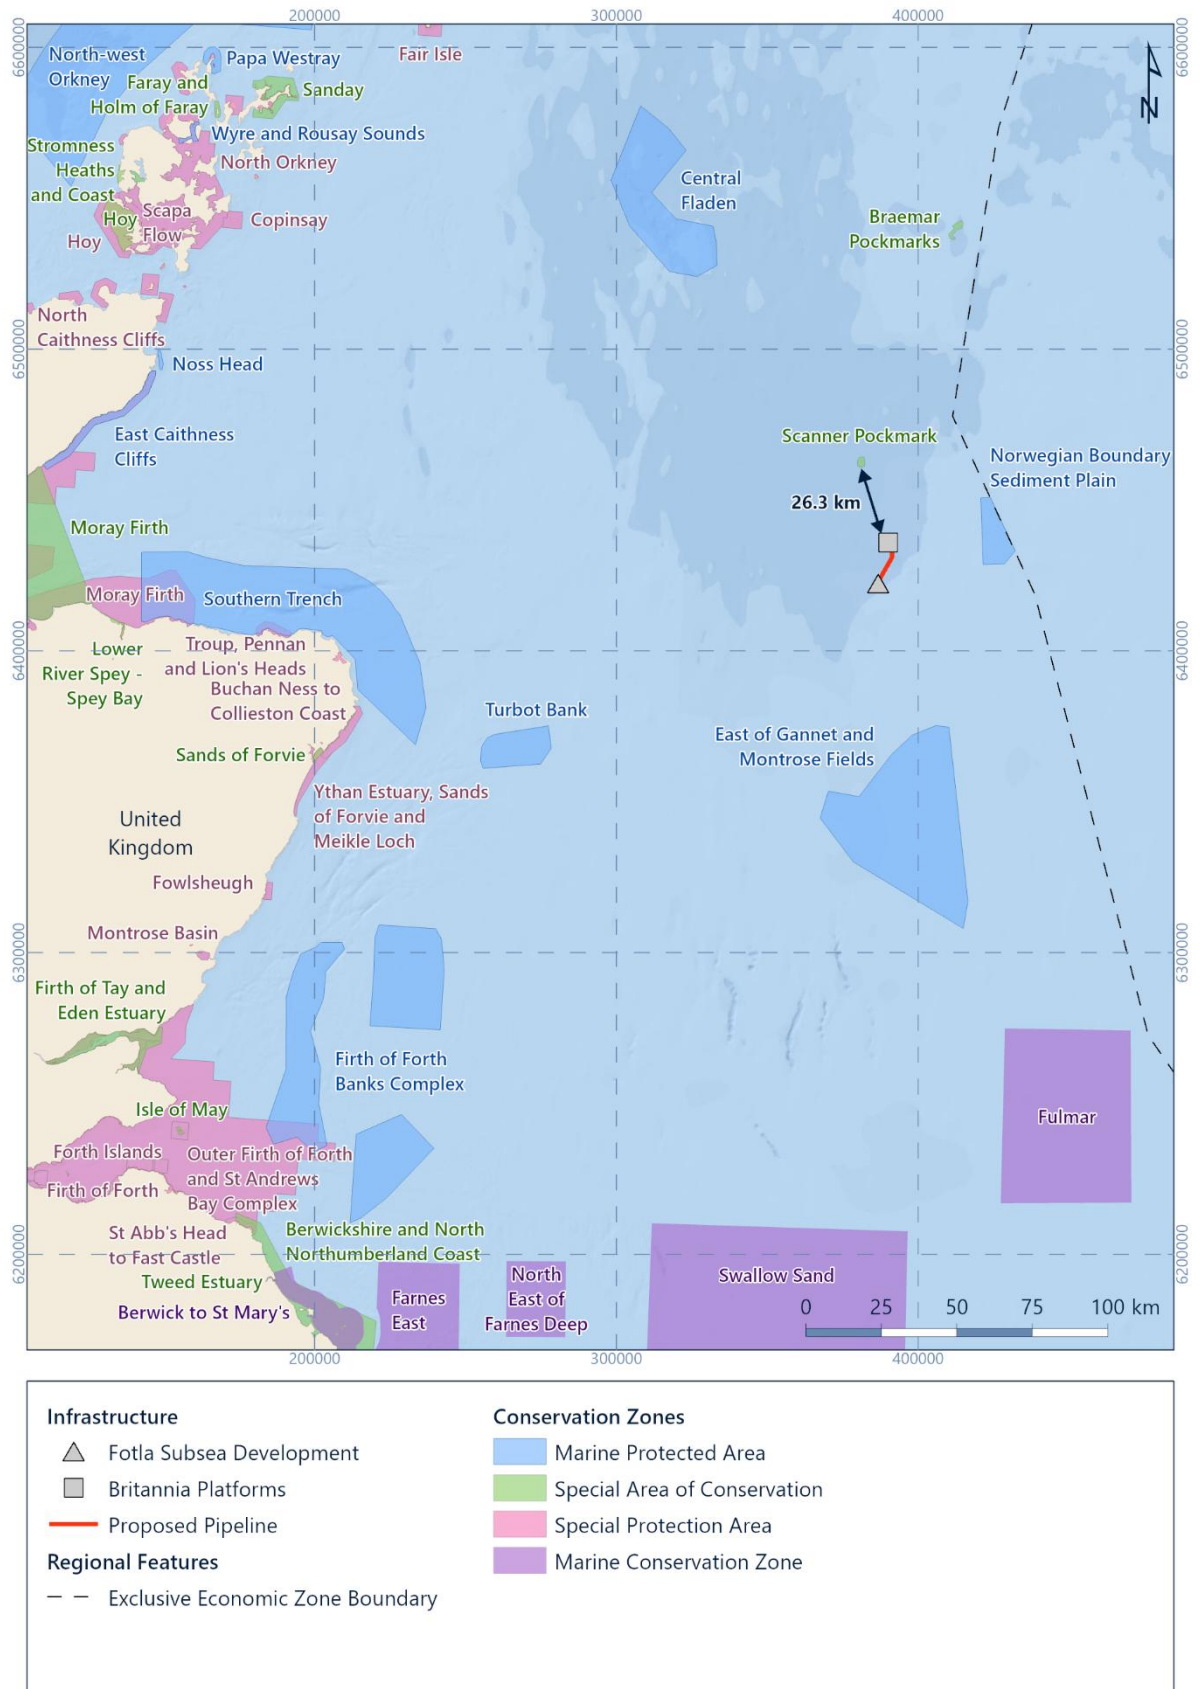 200000
300000
400000
6600000
6600000
North-west
Orkney
Papa Westray
Fair Isle
Faray and
Holm of Faray
Sanday
N
Wyre and Rousay Sounds
Stromness
Heaths
and Coast
North Orkney
Central
Fladen
Hoy
Scapa
Flow
Copinsay
Hoy
Braemar
Pockmarks
North
Caithness Cliffs
6500000
6500000
Noss Head
East Caithness
Cliffs
Scanner Pockmark
Norwegian Boundary
Sediment Plain
26.3 km
Moray Firth
Moray Firth
Southern Trench
Lower
River Spey -
Spey Bay
Troup, Pennan
and Lion's Heads
6400000
6400000
Buchan Ness to
Collieston Coast
Turbot Bank
East of Gannet and
Montrose Fields
Sands of Forvie
Ythan Estuary, Sands
of Forvie and
Meikle Loch
United
Kingdom
Fowlsheugh
Montrose Basin
6300000
6300000
Firth of Tay and
Eden Estuary
Firth of Forth
Banks Complex
Isle of May
Fulmar
Forth Islands
Outer Firth of Forth
and St Andrews
Bay Complex
Firth of Forth
St Abb's Head
to Fast Castle
Berwickshire and North
Northumberland Coast
6200000
6200000
Tweed Estuary
Berwick to St Mary's
Farnes
East
North
East of
Farnes Deep
Swallow Sand
0 25 50 75 100 km
200000
300000
400000
Infrastructure
Fotla Subsea Development
Britannia Platforms
Proposed Pipeline
Regional Features
Exclusive Economic Zone Boundary
Conservation Zones
Marine Protected Area
Special Area of Conservation
Special Protection Area
Marine Conservation Zone